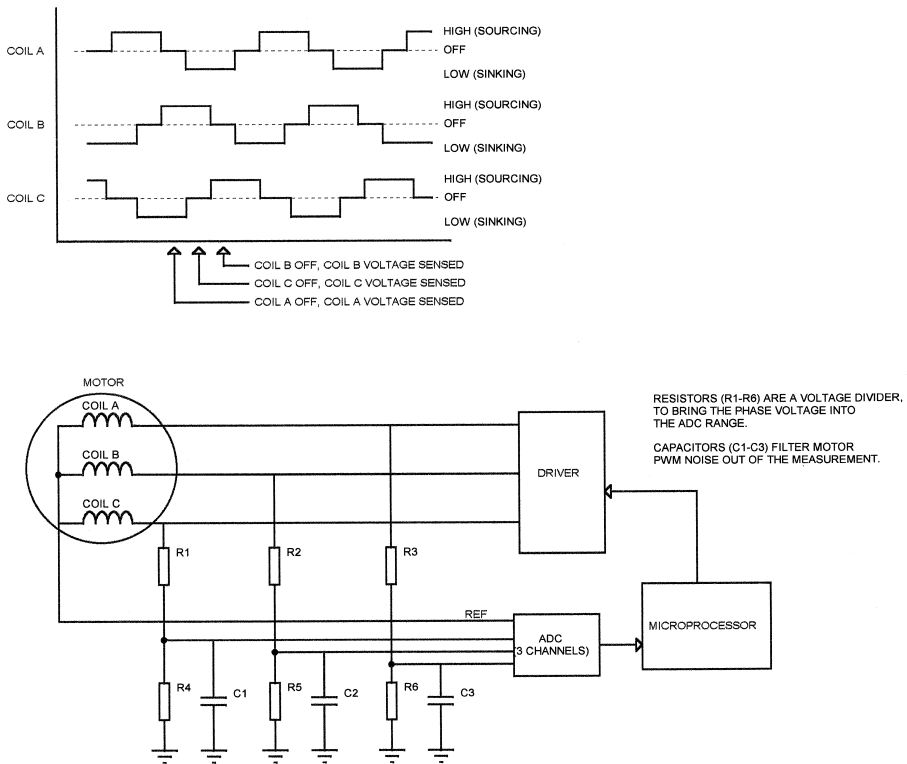 COIL A
HIGH (SOURCING)
OFF
LOW (SINKING)
COIL B
HIGH (SOURCING)
OFF
LOW (SINKING)
COIL C
HIGH (SOURCING)
OFF
LOW (SINKING)
COIL B OFF, COIL B VOLTAGE SENSED
COIL C OFF, COIL C VOLTAGE SENSED
COIL A OFF, COIL A VOLTAGE SENSED
MOTOR
COIL A
COIL B
COIL C
DRIVER
RESISTORS (R1-R6) ARE A VOLTAGE DIVIDER,
TO BRING THE PHASE VOLTAGE INTO
THE ADC RANGE.
CAPACITORS (C1-C3) FILTER MOTOR
PWM NOISE OUT OF THE MEASUREMENT.
R1
R2
R3
REF
ADC
(3 CHANNELS)
MICROPROCESSOR
R4
C1
R5
C2
R6
C3